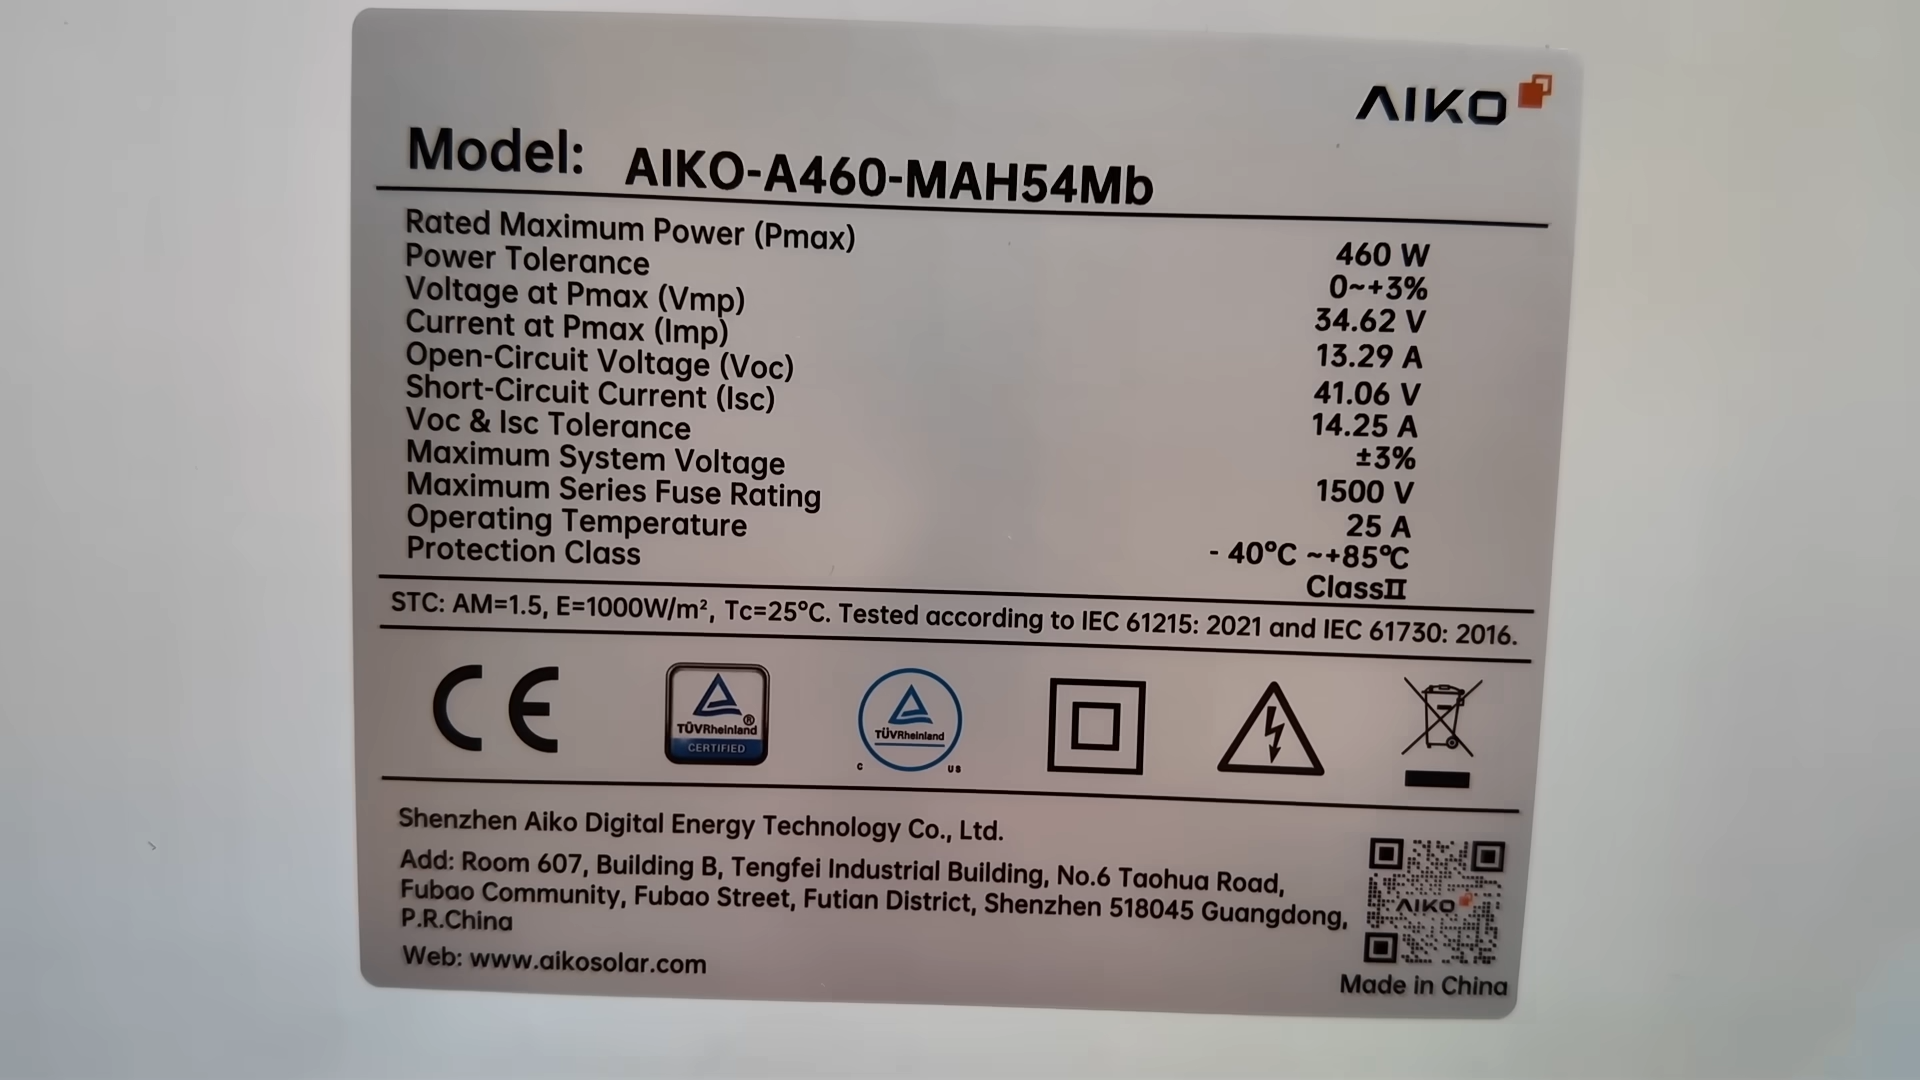 AIKO
Model: AIKO-A460-MAH54Mb
Rated Maximum Power (Pmax) 460 W
Power Tolerance 0~+3%
Voltage at Pmax (Vmp) 34.62 V
Current at Pmax (Imp) 13.29 A
Open-Circuit Voltage (Voc) 41.06 V
Short-Circuit Current (Isc) 14.25 A
Voc & Isc Tolerance ±3%
Maximum System Voltage 1500 V
Maximum Series Fuse Rating 25 A
Operating Temperature - 40°C ~+85°C
Protection Class ClassⅡ
STC: AM=1.5, E=1000W/m², Tc=25°C. Tested according to IEC 61215: 2021 and IEC 61730: 2016.
CE
TÜVRheinland®
CERTIFIED
TÜVRheinland
C US
Shenzhen Aiko Digital Energy Technology Co., Ltd.
Add: Room 607, Building B, Tengfei Industrial Building, No.6 Taohua Road,
Fubao Community, Fubao Street, Futian District, Shenzhen 518045 Guangdong,
P.R.China
Web: www.aikosolar.com
AIKO
Made in China